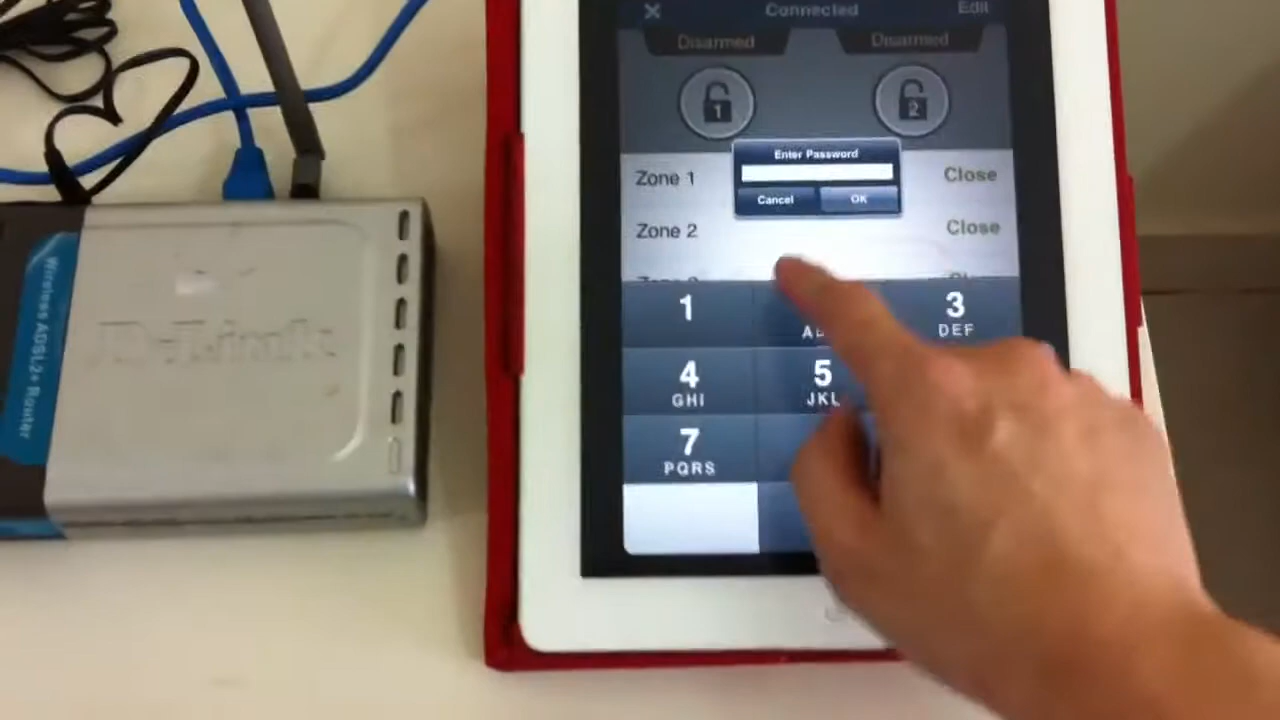 Connected
Edit
Disarmed
Disarmed
1
2
Enter Password
Cancel
OK
Zone 1
Close
Zone 2
Close
1
3
DEF
4
GHI
5
JKL
7
PQRS
D-Link
Wireless ADSL2+ Router